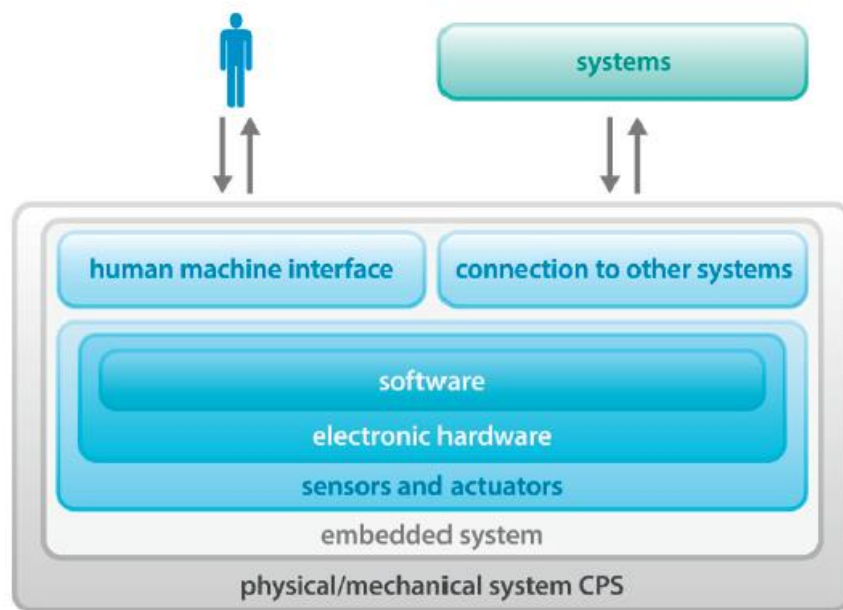 systems
human machine interface
connection to other systems
software
electronic hardware
sensors and actuators
embedded system
physical/mechanical system CPS